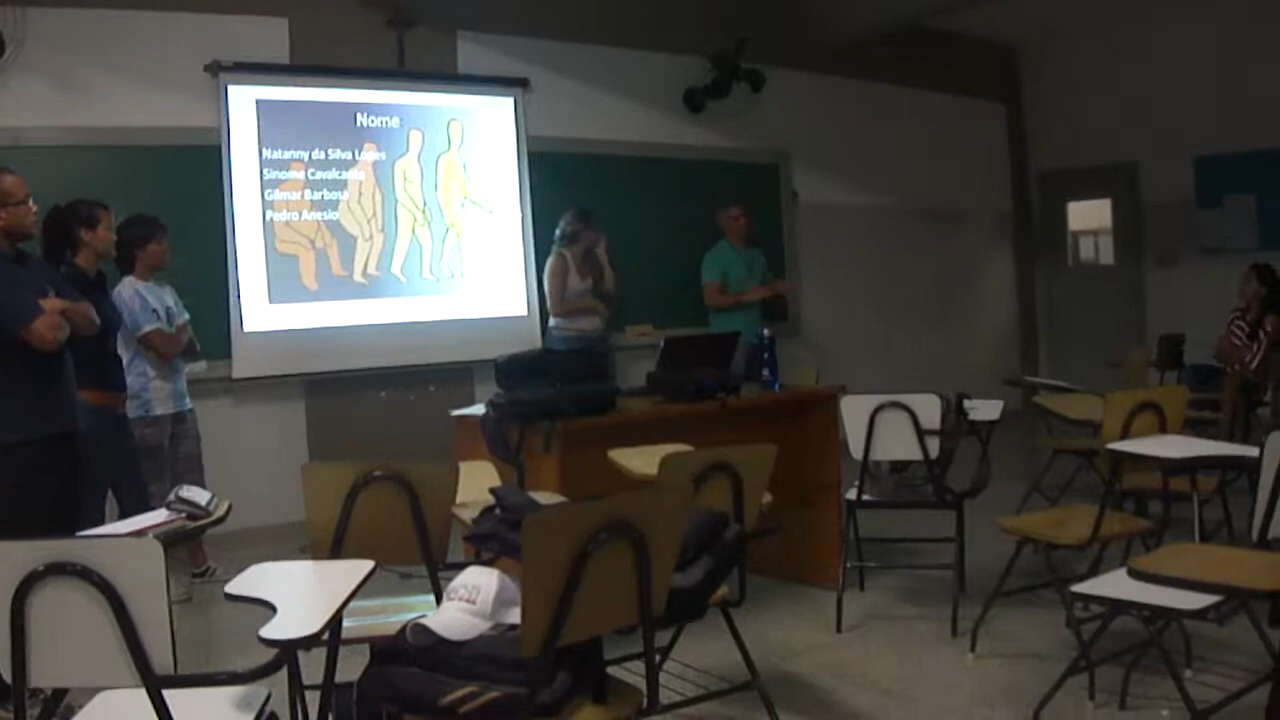 Nome
Natanny da Silva Lopes
Sinome Cavalcante
Gilmar Barbosa
Pedro Anesio